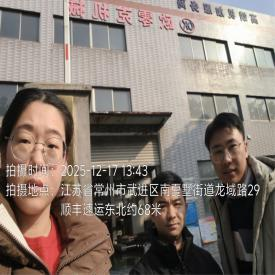 拍摄时间：2025-12-17 13:43
拍摄地点：江苏省常州市武进区南夏墅街道龙域路29
顺丰速运东北约68米